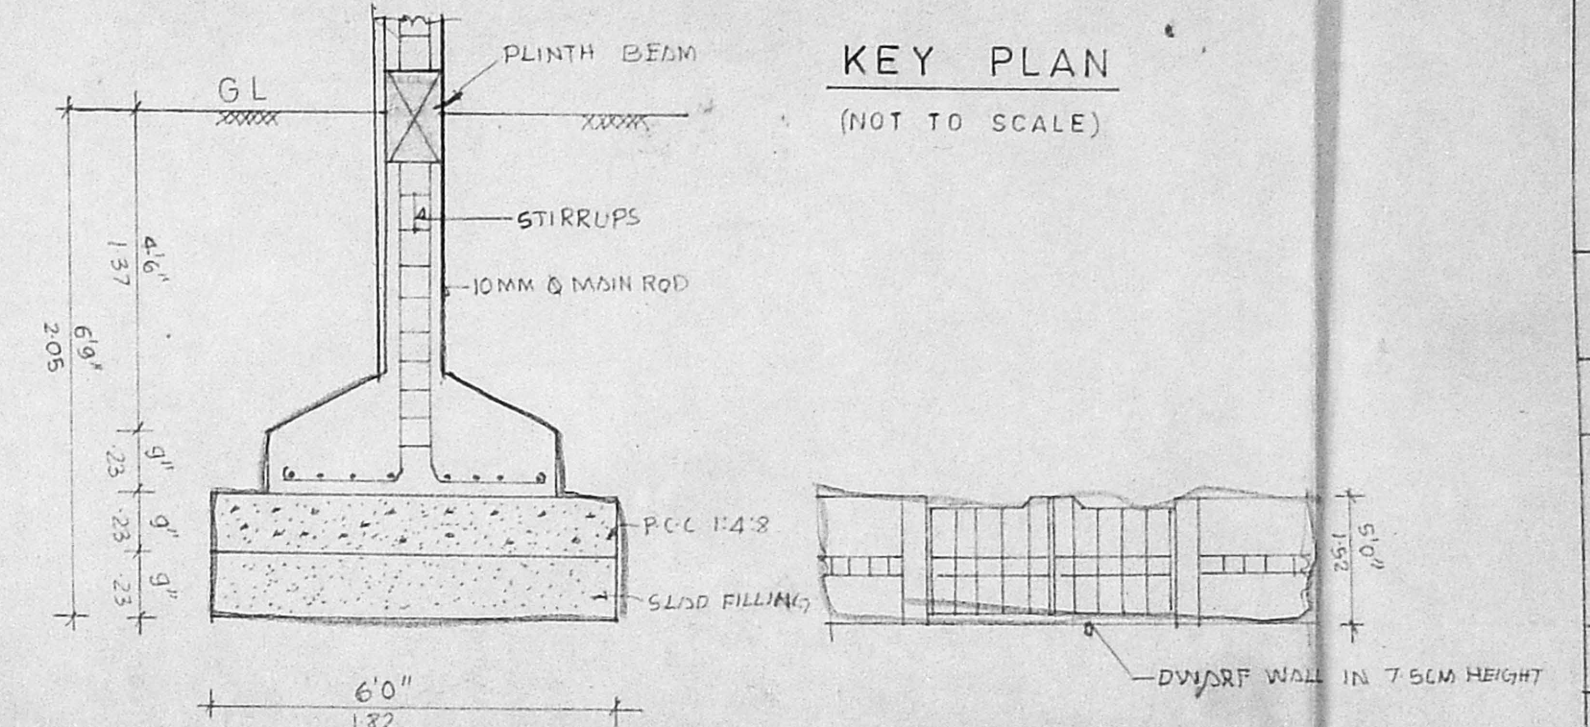 PLINTH BEAM
GL
STIRRUPS
10MM Ø MAIN ROD
4'6"
1.37
6'9"
2.05
9"
23
9"
23
9"
23
P.C.C 1:4:8
SLAD FILLING
6'0"
1.82
KEY PLAN
(NOT TO SCALE)
5'0"
1.52
DWARF WALL IN 7.5CM HEIGHT